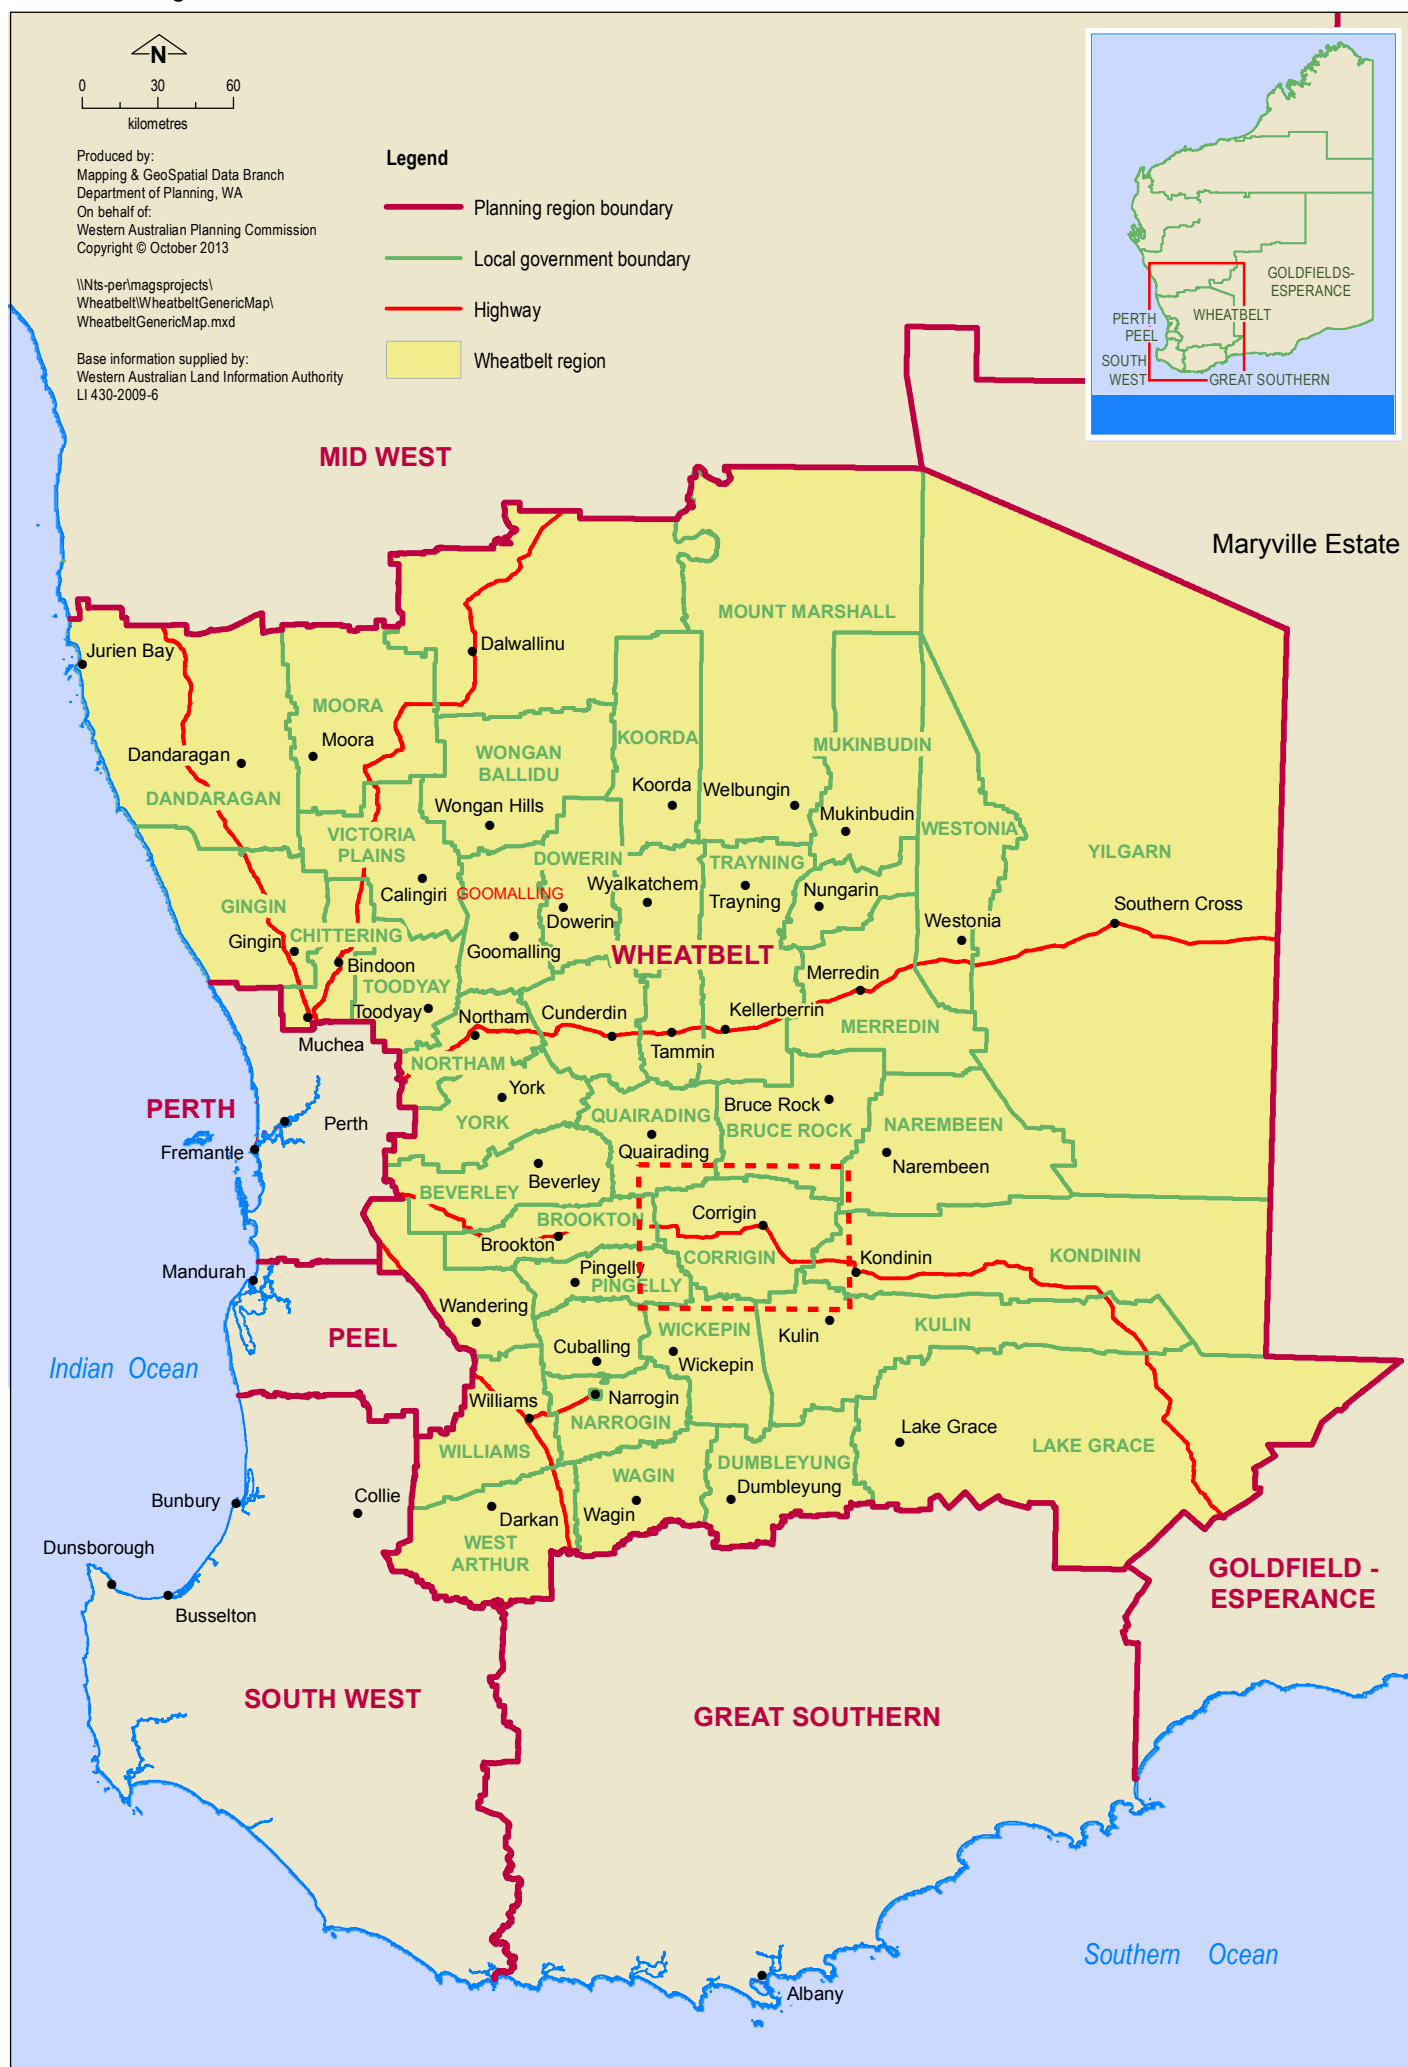 N
0 30 60
kilometres
Produced by:
Mapping & GeoSpatial Data Branch
Department of Planning, WA
On behalf of:
Western Australian Planning Commission
Copyright © October 2013
\\Nts-per\magsprojects\
Wheatbelt\WheatbeltGenericMap\
WheatbeltGenericMap.mxd
Base information supplied by:
Western Australian Land Information Authority
LI 430-2009-6
Legend
Planning region boundary
Local government boundary
Highway
Wheatbelt region
GOLDFIELDS-
ESPERANCE
WHEATBELT
PERTH
PEEL
SOUTH
WEST
GREAT SOUTHERN
MID WEST
Maryville Estate
MOUNT MARSHALL
Jurien Bay
Dalwallinu
MOORA
Moora
KOORDA
MUKINBUDIN
Dandaragan
WONGAN
BALLIDU
DANDARAGAN
Koorda
Welbungin
Wongan Hills
Mukinbudin
WESTONIA
VICTORIA
PLAINS
DOWERIN
TRAYNING
YILGARN
Calingiri
GOOMALLING
Wyalkatchem
Trayning
Nungarin
GINGIN
Dowerin
Westonia
Southern Cross
CHITTERING
Gingin
Goomalling
WHEATBELT
Bindoon
Merredin
TOODYAY
Toodyay
Northam
Cunderdin
Kellerberrin
MERREDIN
Muchea
Tammin
NORTHAM
York
PERTH
Perth
YORK
QUAIRADING
Bruce Rock
BRUCE ROCK
NAREMBEEN
Fremantle
Quairading
Narembeen
Beverley
BEVERLEY
BROOKTON
Corrigin
Brookton
CORRIGIN
Kondinin
KONDININ
Mandurah
Pingelly
PINGELLY
Wandering
WICKEPIN
Kulin
KULIN
PEEL
Cuballing
Wickepin
Indian Ocean
Williams
Narrogin
NARROGIN
Lake Grace
LAKE GRACE
WILLIAMS
DUMBLEYUNG
WAGIN
Dumbleyung
Bunbury
Collie
Darkan
Wagin
WEST
ARTHUR
Dunsborough
GOLDFIELD -
ESPERANCE
Busselton
SOUTH WEST
GREAT SOUTHERN
Southern Ocean
Albany